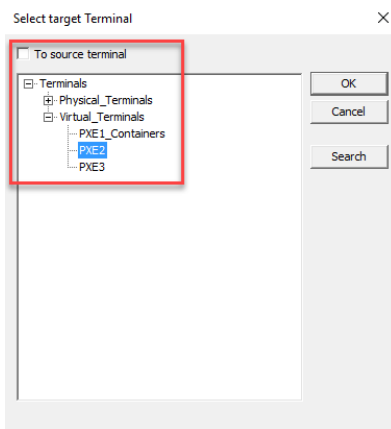 Select target Terminal
To source terminal
Terminals
Physical_Terminals
Virtual_Terminals
PXE1_Containers
PXE2
PXE3
OK
Cancel
Search